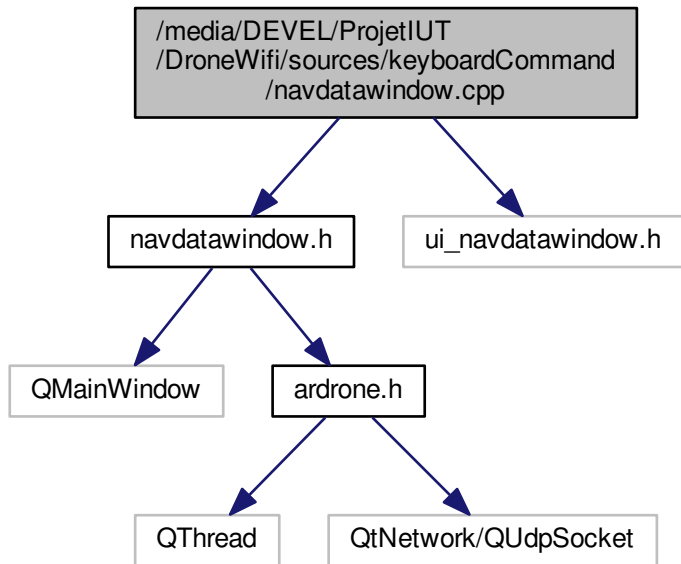 /media/DEVEL/ProjetIUT
/DroneWifi/sources/keyboardCommand
/navdatawindow.cpp
navdatawindow.h
ui_navdatawindow.h
QMainWindow
ardrone.h
QThread
QtNetwork/QUdpSocket